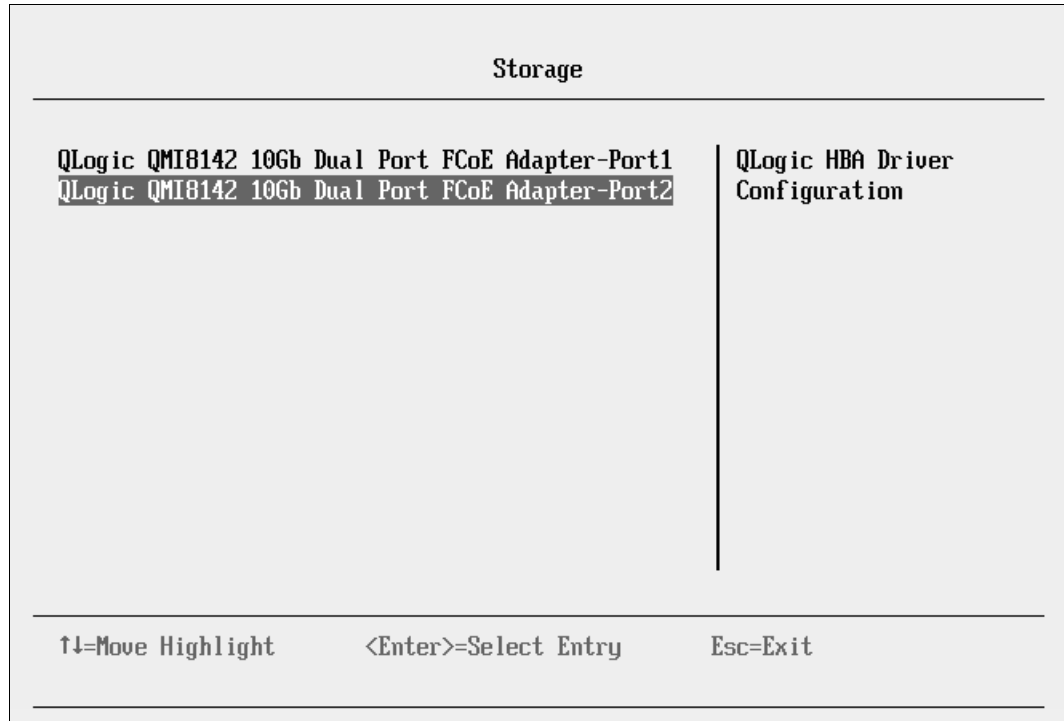 Storage
QLogic QMI8142 10Gb Dual Port FCoE Adapter-Port1
QLogic QMI8142 10Gb Dual Port FCoE Adapter-Port2
QLogic HBA Driver
Configuration
↑↓=Move Highlight <Enter>=Select Entry Esc=Exit